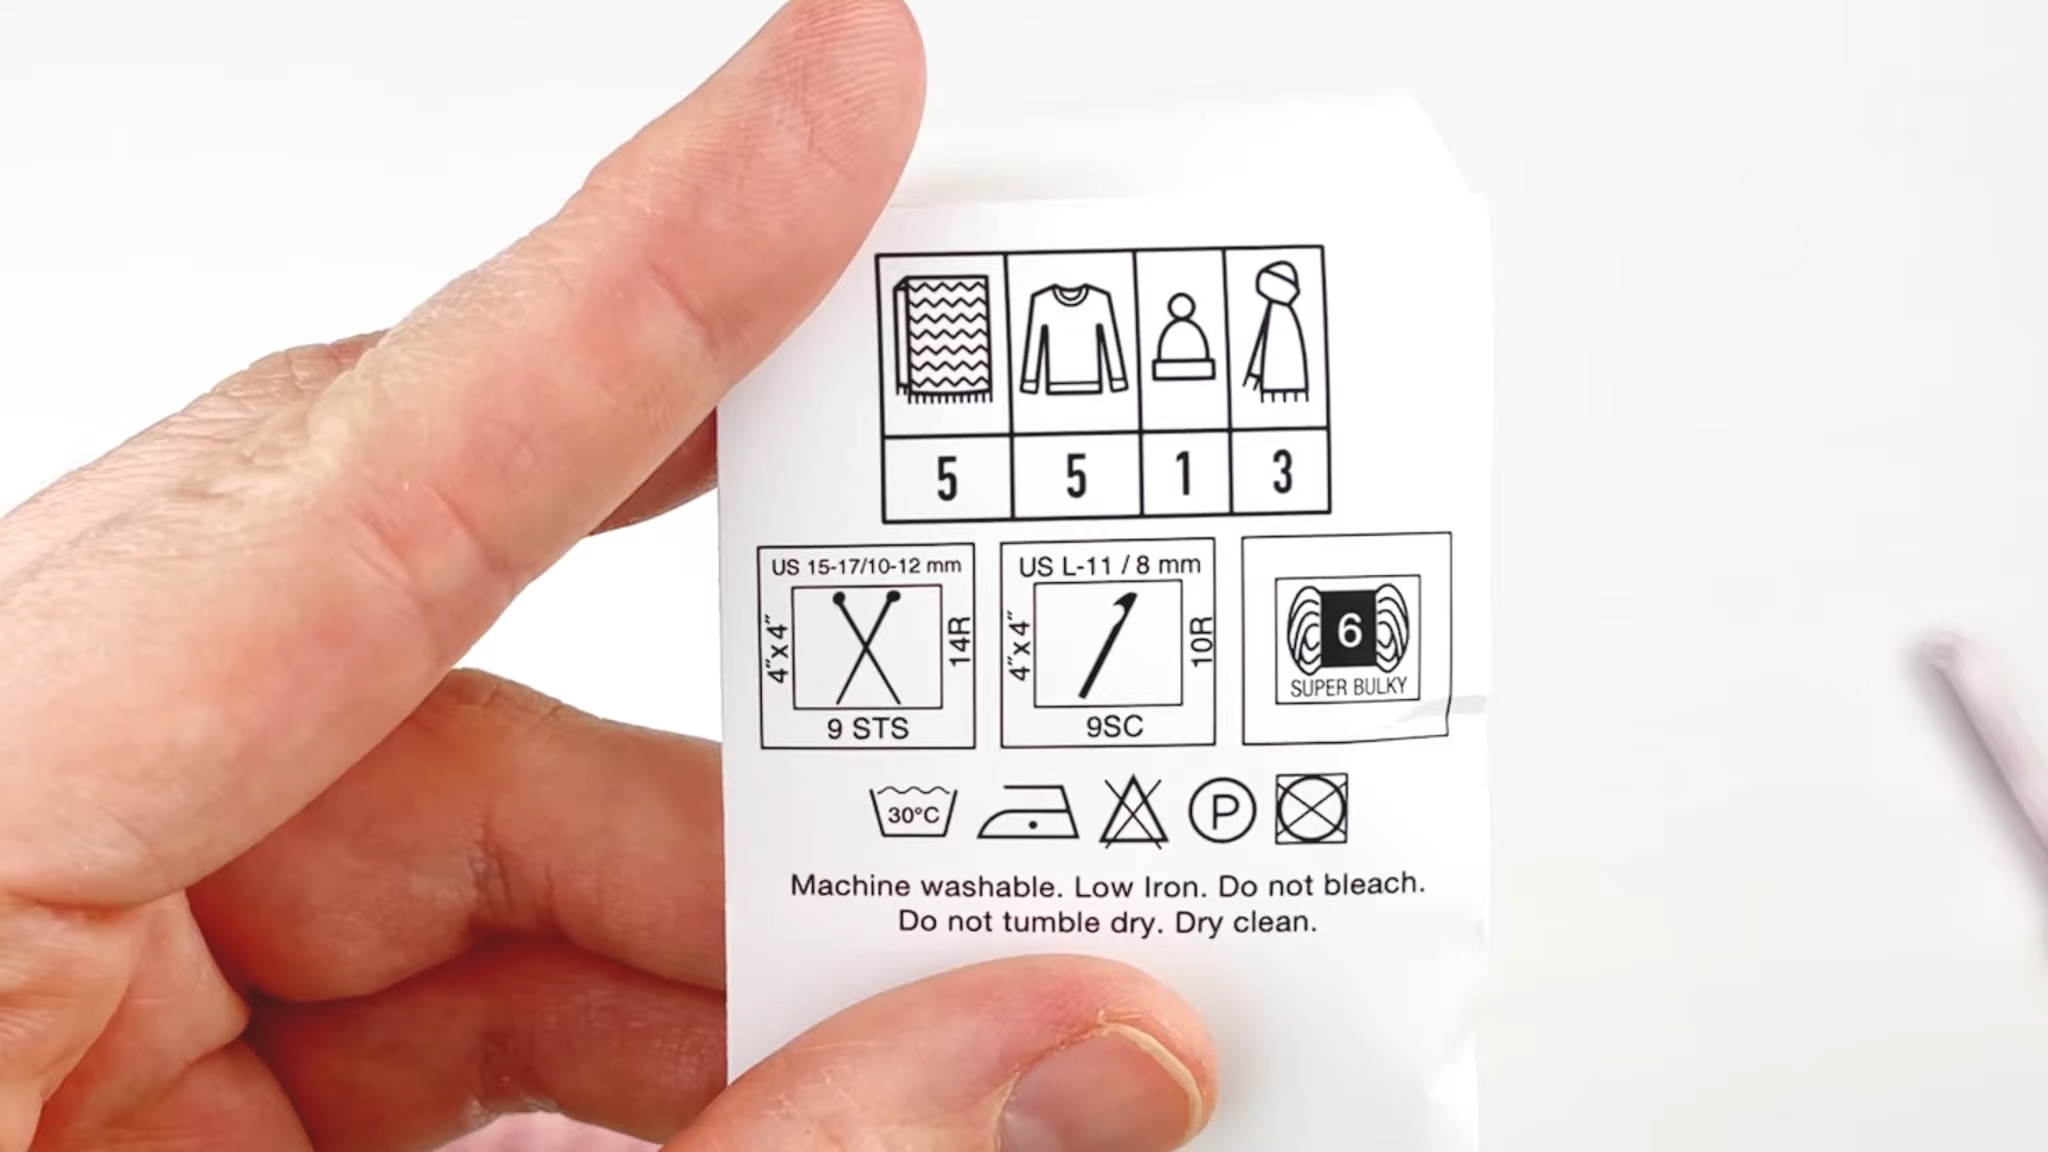 5 5 1 3
US 15-17/10-12 mm
4"x4"
14R
9 STS
US L-11 / 8 mm
4"x4"
10R
9SC
6
SUPER BULKY
30°C
P
Machine washable. Low Iron. Do not bleach.
Do not tumble dry. Dry clean.